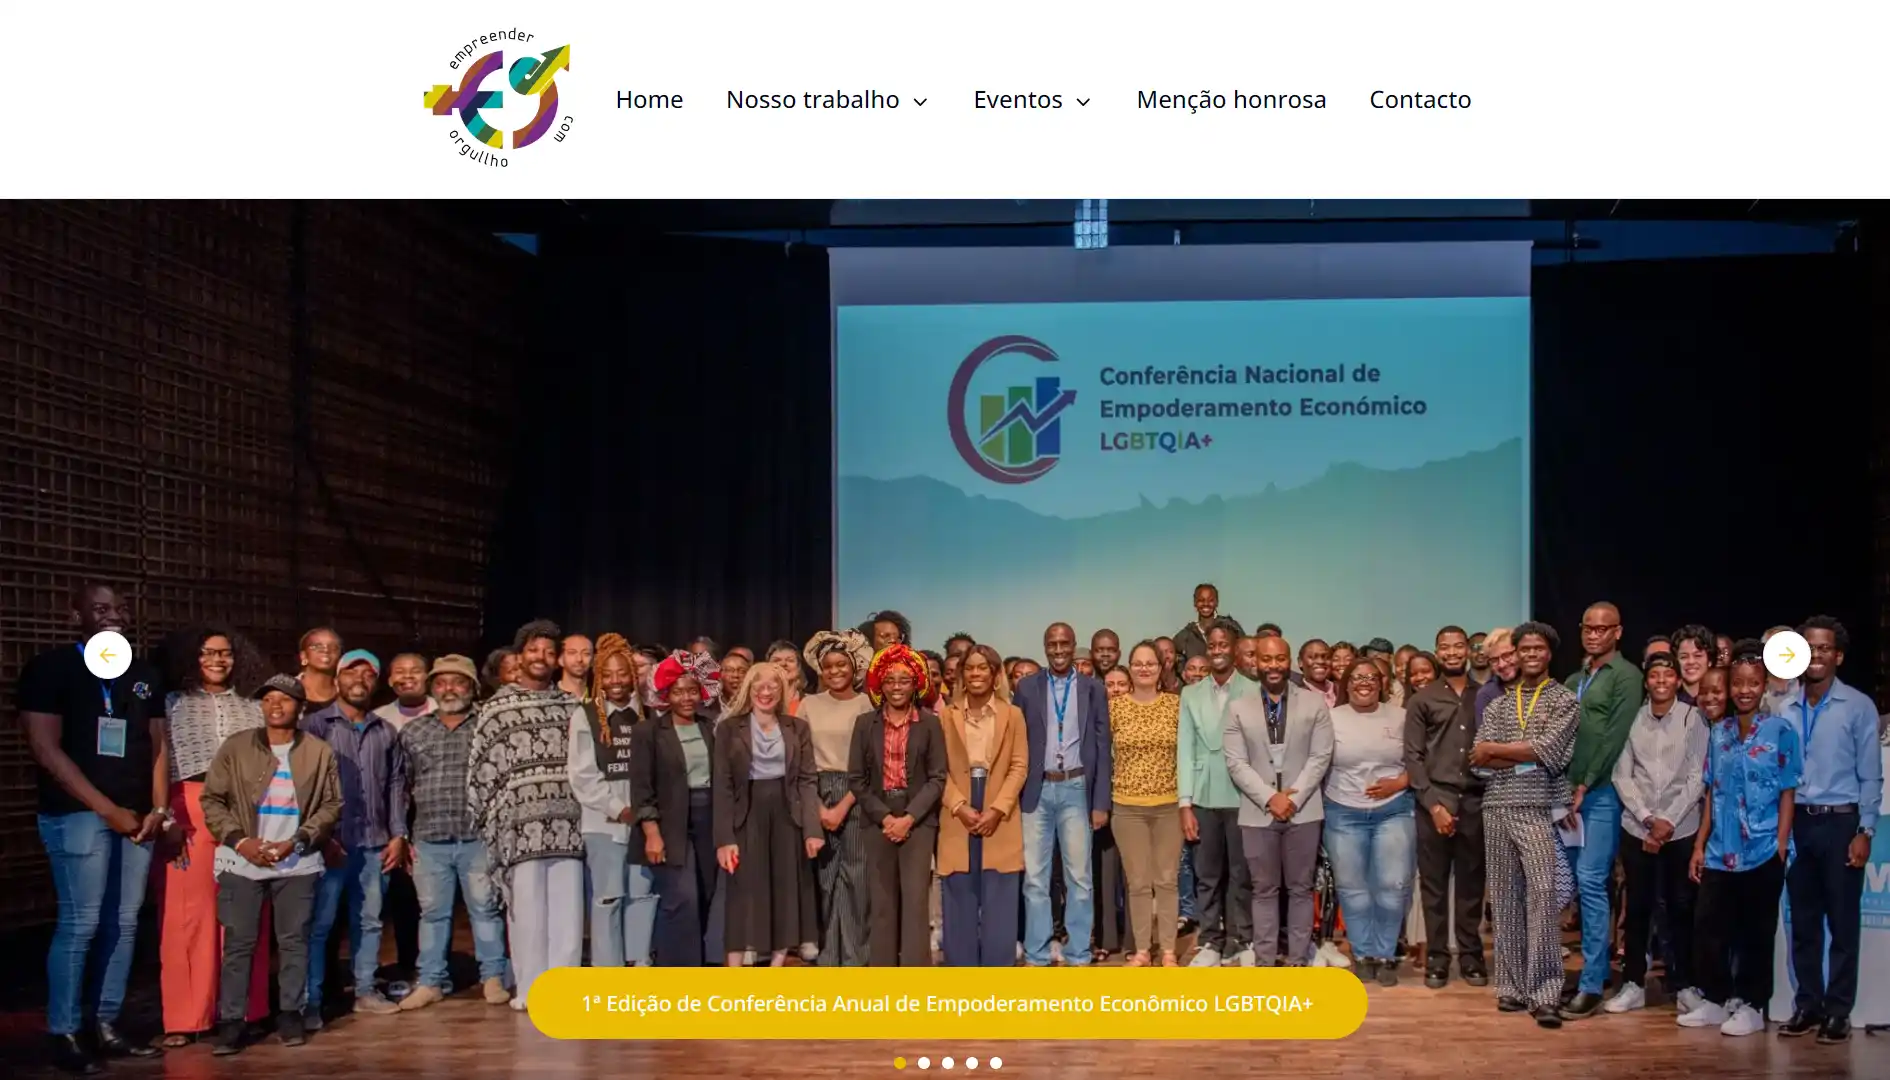 empreender
com
orgullho
Home
Nosso trabalho
Eventos
Menção honrosa
Contacto
Conferência Nacional de
Empoderamento Económico
LGBTQIA+
1ª Edição de Conferência Anual de Empoderamento Econômico LGBTQIA+